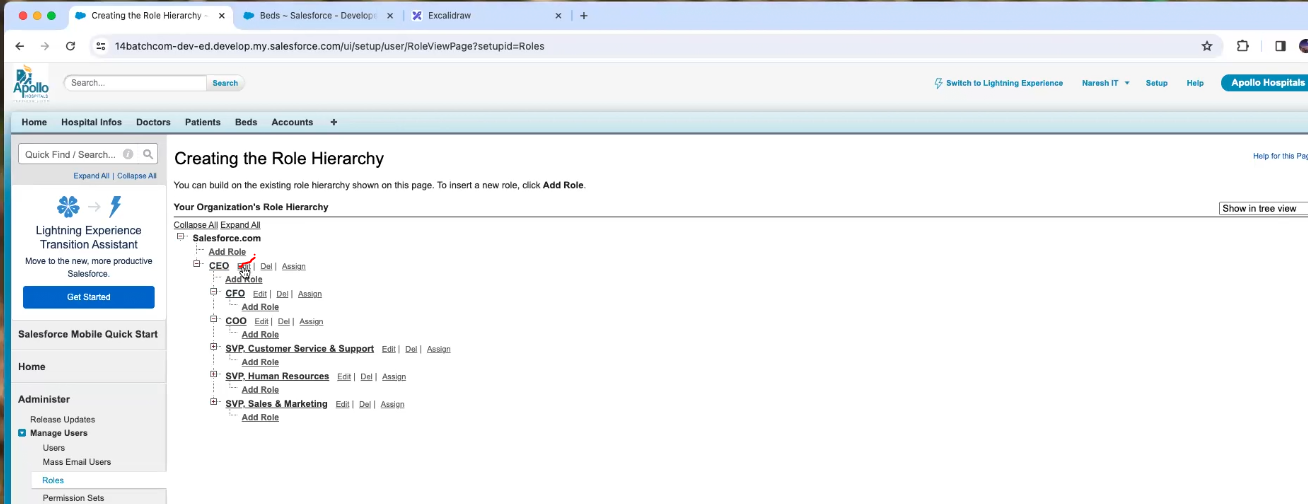 Creating the Role Hierarchy -
Beds ~ Salesforce - Develope
Excalidraw
14batchcom-dev-ed.develop.my.salesforce.com/ui/setup/user/RoleViewPage?setupid=Roles
Apollo
HOSPITALS
Search...
Search
Switch to Lightning Experience
Naresh IT
Setup
Help
Apollo Hospitals
Home
Hospital Infos
Doctors
Patients
Beds
Accounts
+
Quick Find / Search...
Expand All | Collapse All
Lightning Experience
Transition Assistant
Move to the new, more productive
Salesforce.
Get Started
Salesforce Mobile Quick Start
Home
Administer
Release Updates
Manage Users
Users
Mass Email Users
Roles
Permission Sets
Creating the Role Hierarchy
Help for this Pag
You can build on the existing role hierarchy shown on this page. To insert a new role, click Add Role.
Your Organization's Role Hierarchy
Show in tree view
Collapse All Expand All
Salesforce.com
Add Role
CEO Edit | Del | Assign
Add Role
CFO Edit | Del | Assign
Add Role
COO Edit | Del | Assign
Add Role
SVP, Customer Service & Support Edit | Del | Assign
Add Role
SVP, Human Resources Edit | Del | Assign
Add Role
SVP, Sales & Marketing Edit | Del | Assign
Add Role